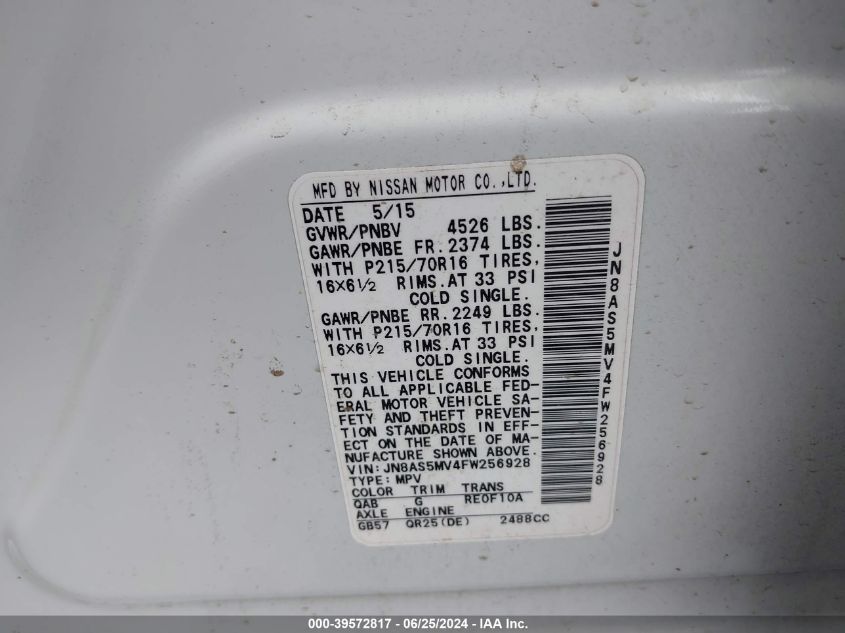 MFD BY NISSAN MOTOR CO.,LTD.
DATE 5/15
GVWR/PNBV 4526 LBS.
GAWR/PNBE FR. 2374 LBS.
WITH P215/70R16 TIRES,
16X6½ RIMS.AT 33 PSI
COLD SINGLE.
GAWR/PNBE RR. 2249 LBS.
WITH P215/70R16 TIRES,
16X6½ RIMS.AT 33 PSI
COLD SINGLE.
THIS VEHICLE CONFORMS
TO ALL APPLICABLE FED-
ERAL MOTOR VEHICLE SA-
FETY AND THEFT PREVEN-
TION STANDARDS IN EFF-
ECT ON THE DATE OF MA-
NUFACTURE SHOWN ABOVE.
VIN:JN8AS5MV4FW256928
TYPE:MPV
COLOR TRIM TRANS
QAB G RE0F10A
AXLE ENGINE
GB57 QR25(DE) 2488CC
JN8AS5MV4FW256928
000-39572817 - 06/25/2024 - IAA Inc.